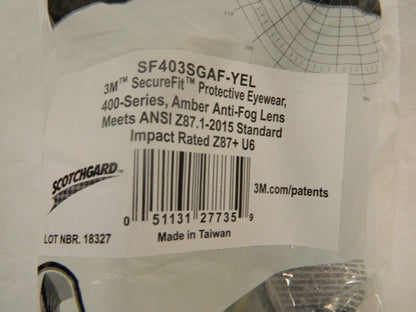 SF403SGAF-YEL
3M™ SecureFit™ Protective Eyewear,
400-Series, Amber Anti-Fog Lens
Meets ANSI Z87.1-2015 Standard
Impact Rated Z87+ U6
SCOTCHGARD™
3M.com/patents
0 51131 27735 9
LOT NBR. 18327
Made in Taiwan